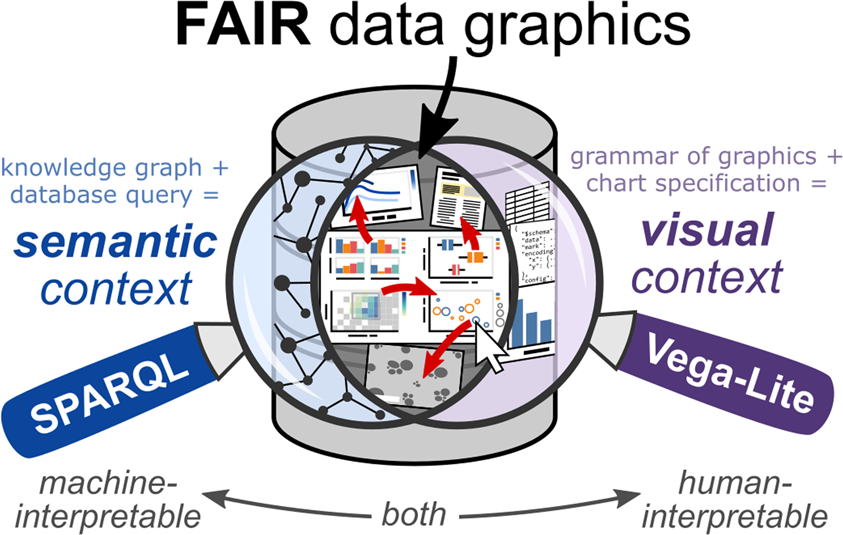 FAIR data graphics
knowledge graph +
database query =
semantic
context
grammar of graphics +
chart specification =
visual
context
{
"$schema"
"data": ..
"mark": ..
"encoding"
"x": {..
"y": {..
},
"config":
SPARQL
Vega-Lite
machine-
interpretable
both
human-
interpretable